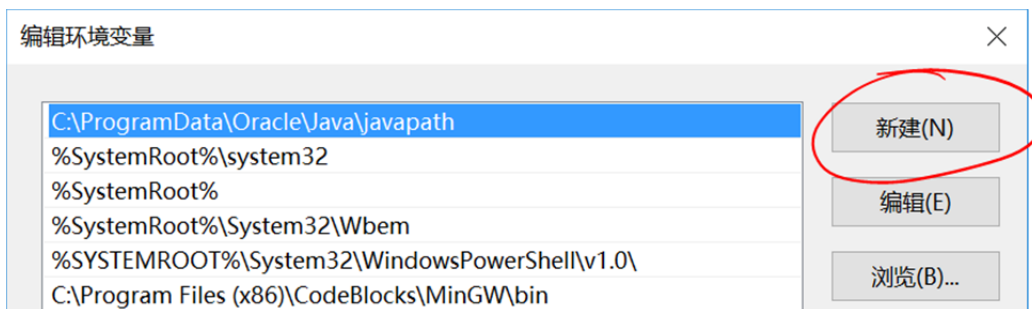 编辑环境变量
C:\ProgramData\Oracle\Java\javapath
新建(N)
%SystemRoot%\system32
%SystemRoot%
编辑(E)
%SystemRoot%\System32\Wbem
%SYSTEMROOT%\System32\WindowsPowerShell\v1.0\
浏览(B)...
C:\Program Files (x86)\CodeBlocks\MinGW\bin